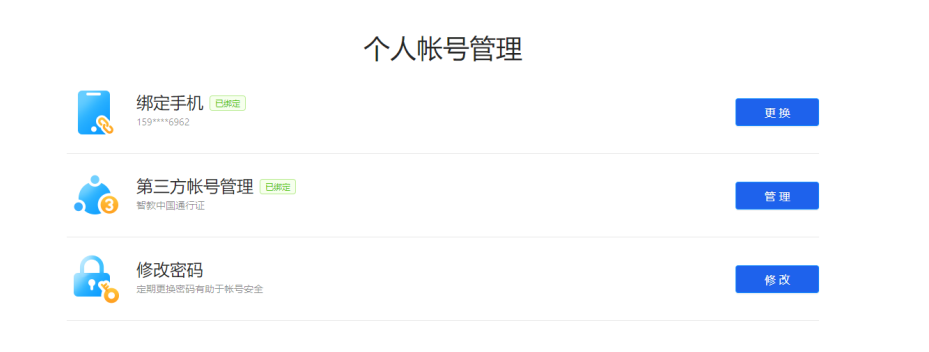 个人帐号管理
绑定手机 已绑定
159****6962
更换
第三方帐号管理 已绑定
智教中国通行证
管理
修改密码
定期更换密码有助于帐号安全
修改
3